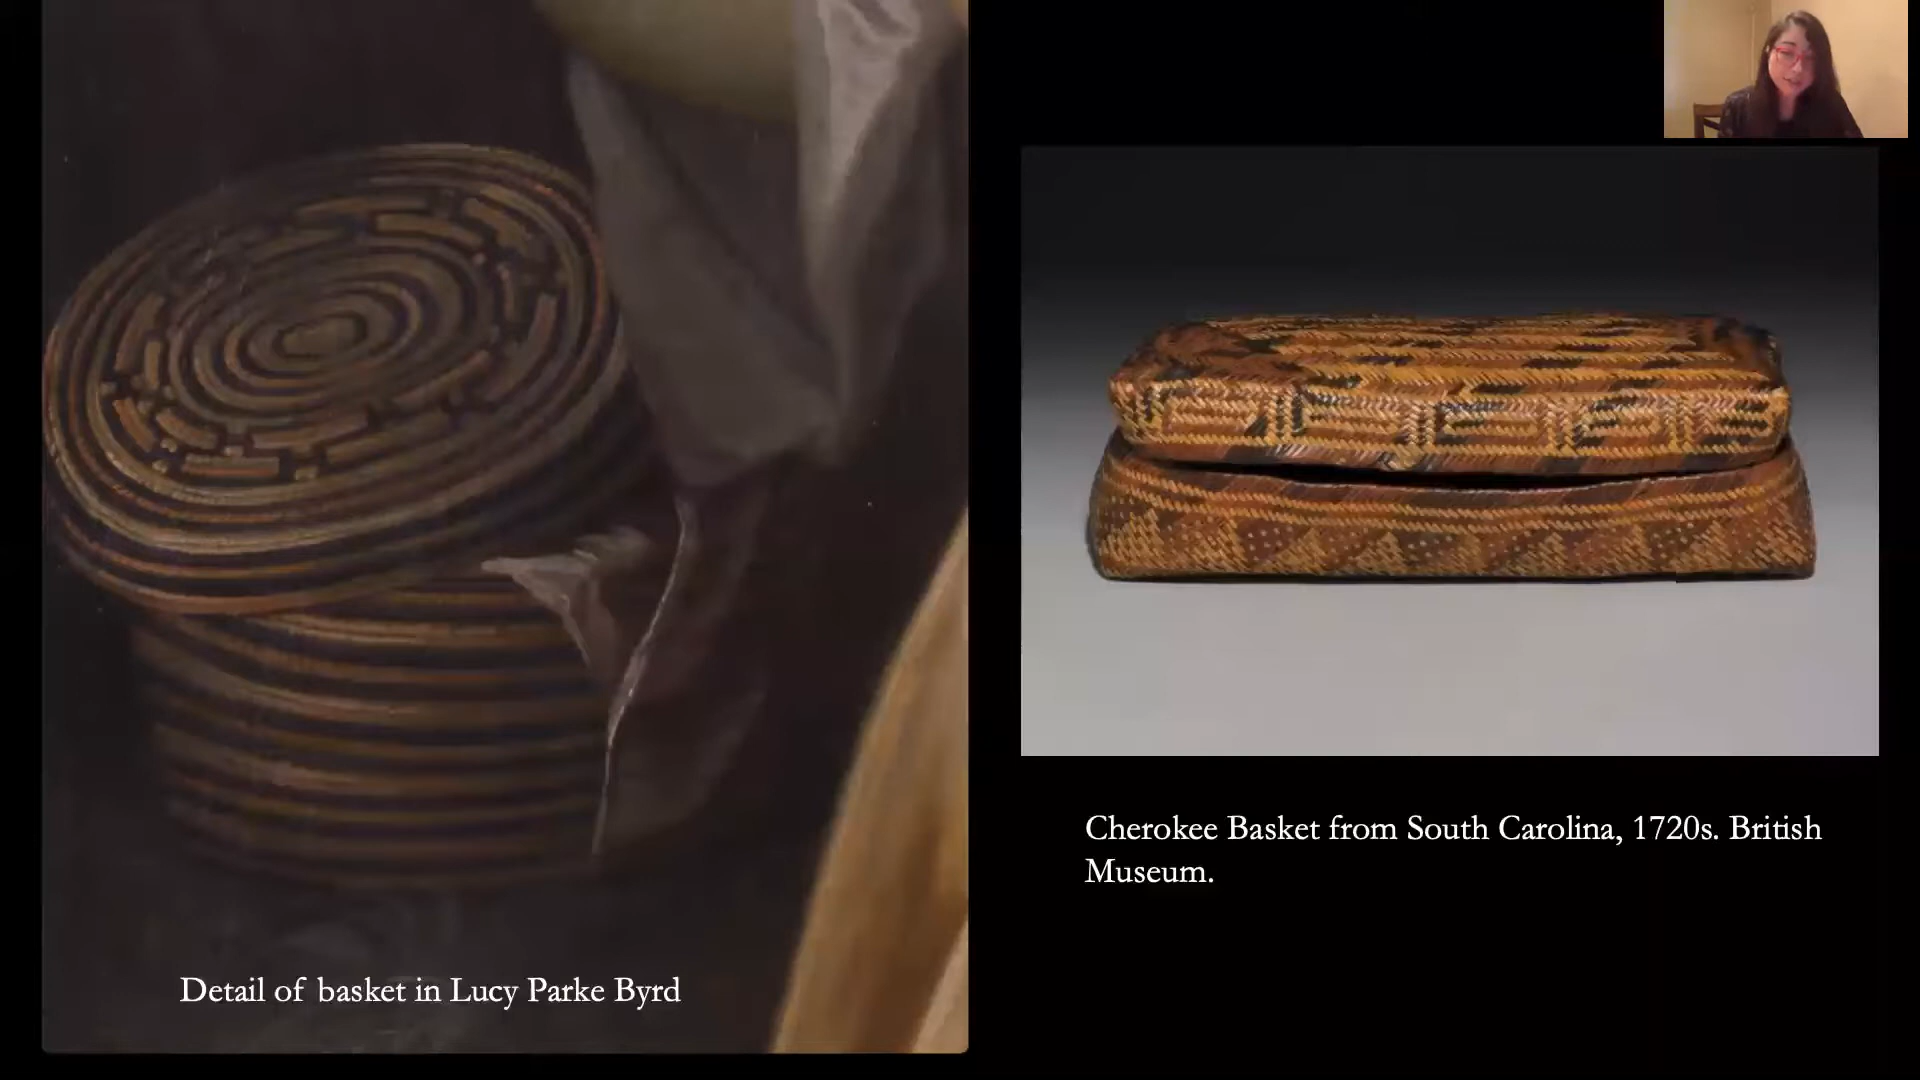 Detail of basket in Lucy Parke Byrd
Cherokee Basket from South Carolina, 1720s. British
Museum.